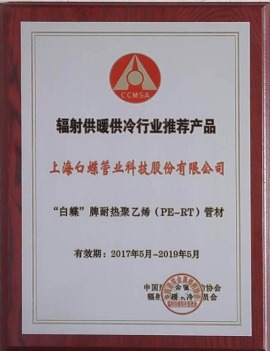 CCMSA
辐射供暖供冷行业推荐产品
上海白蝶管业科技股份有限公司
“白蝶”牌耐热聚乙烯（PE-RT）管材
有效期：2017年5月-2019年5月